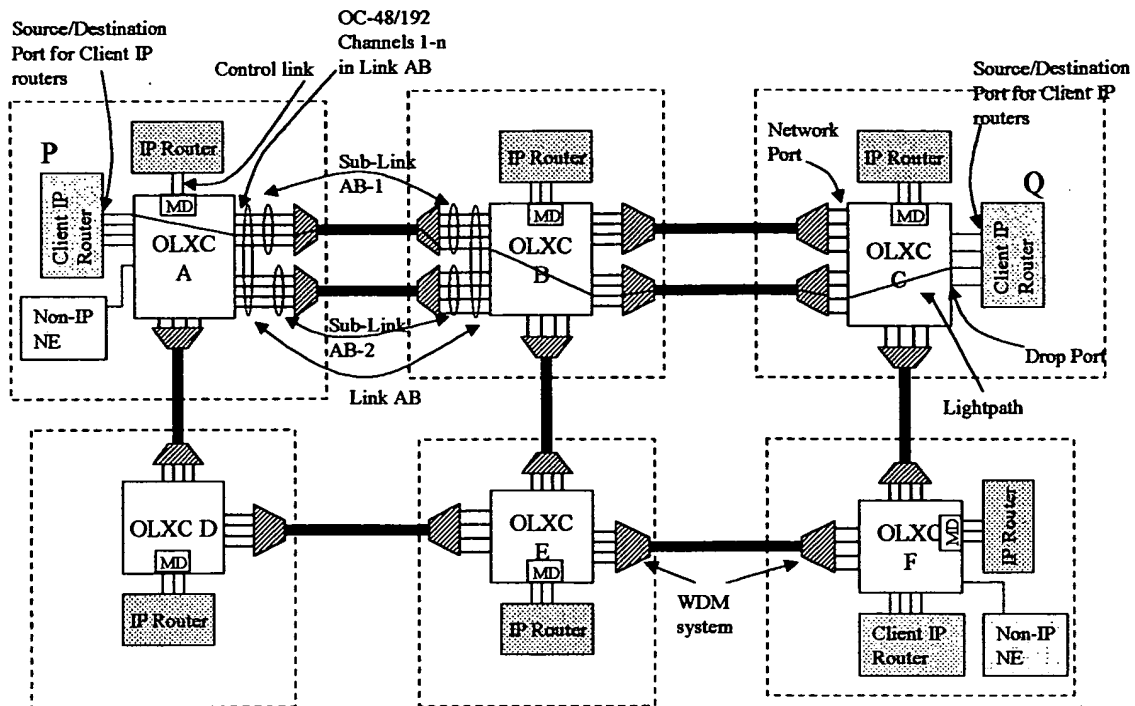 Source/Destination
Port for Client IP
routers
OC-48/192
Channels 1-n
in Link AB
Control link
Source/Destination
Port for Client IP
routers
P
IP Router
MD
Client IP
Router
OLXC
A
Non-IP
NE
Sub-Link
AB-1
Sub-Link
AB-2
Link AB
IP Router
MD
OLXC
B
Network
Port
IP Router
MD
OLXC
C
Q
Client IP
Router
Drop Port
Lightpath
OLXC D
MD
IP Router
OLXC
E
MD
IP Router
WDM
system
OLXC
F
MD
IP Router
Client IP
Router
Non-IP
NE